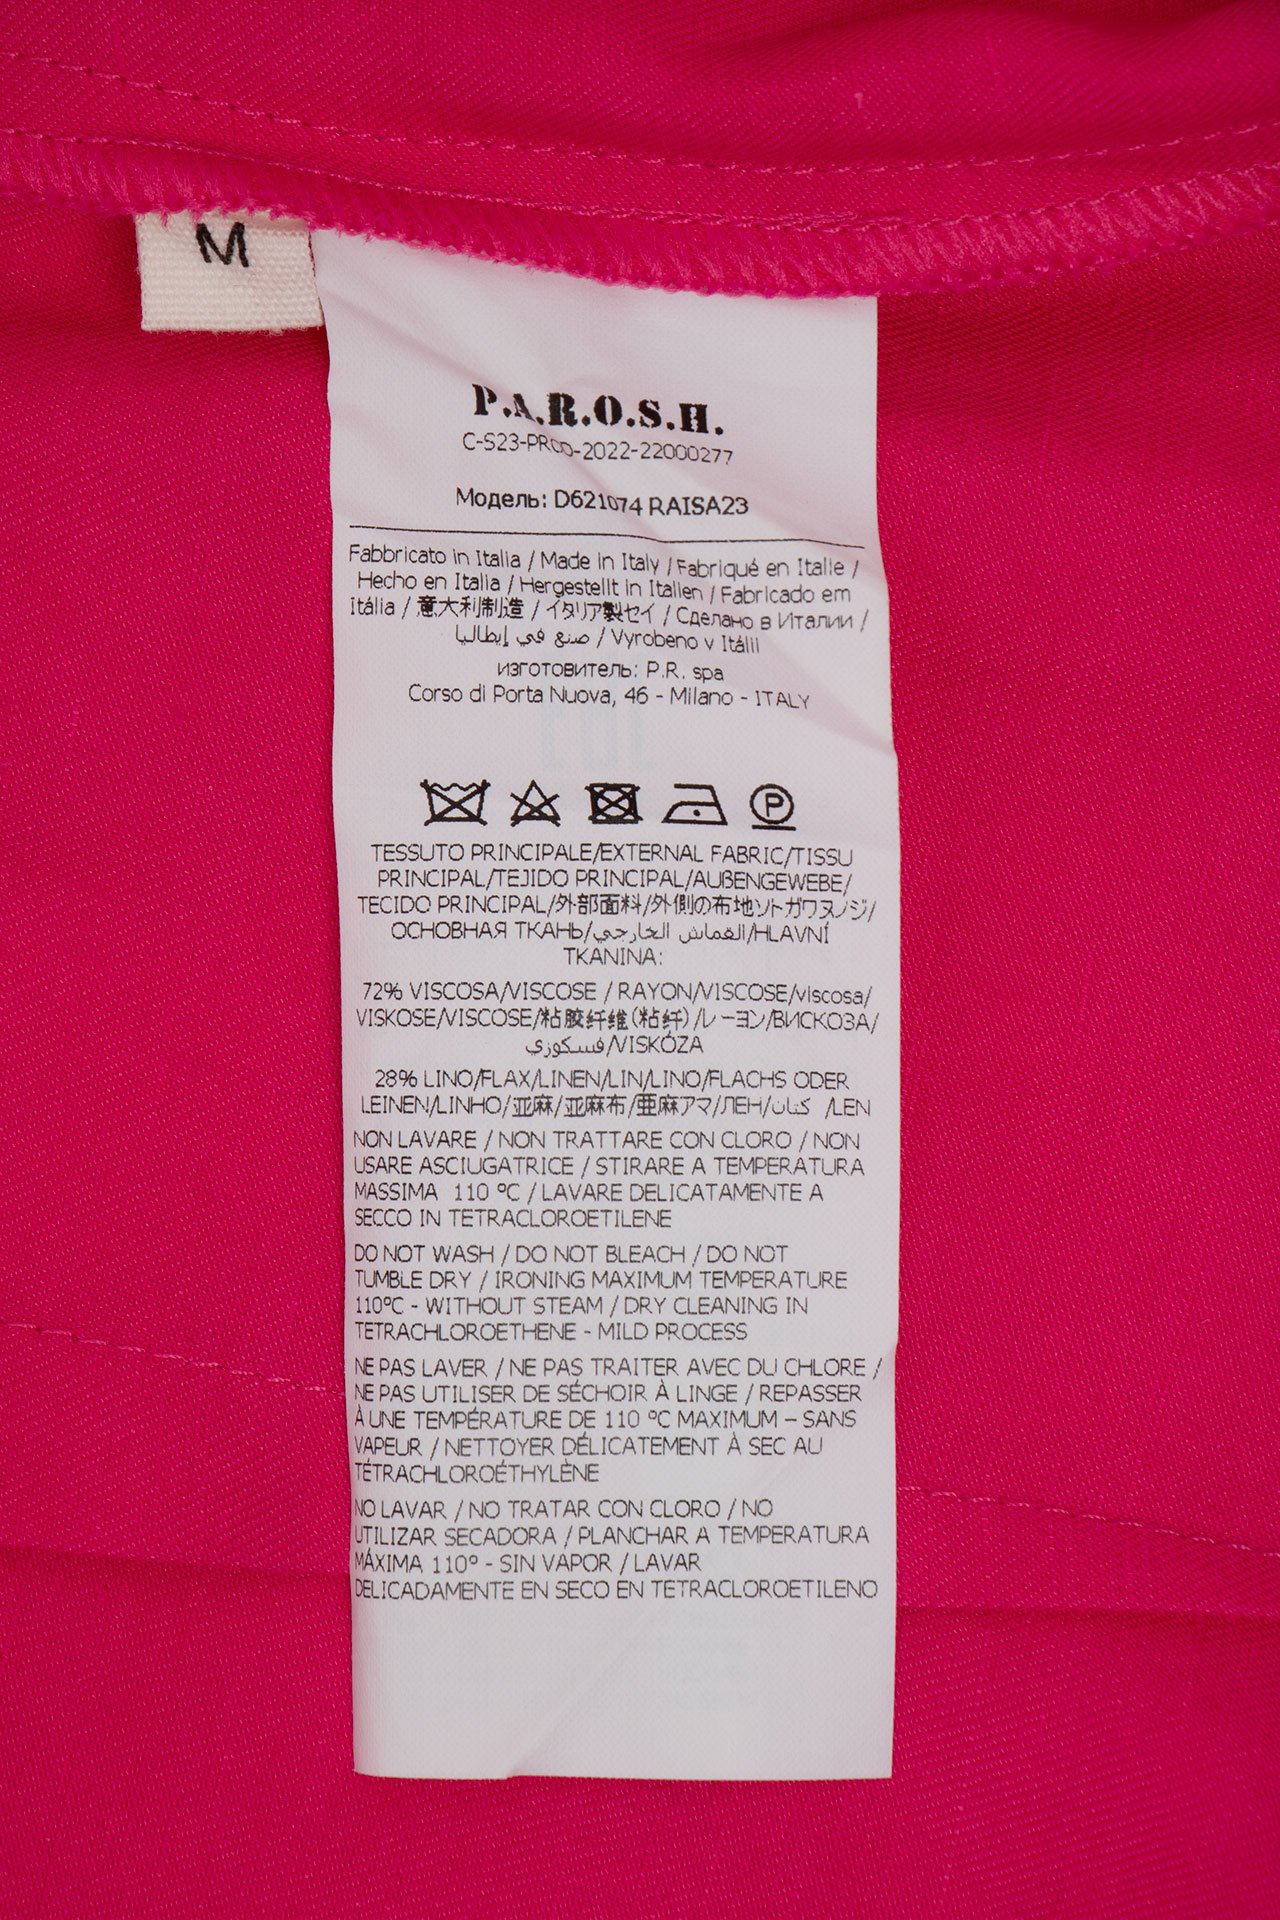 M
P.A.R.O.S.H.
C-S23-PROD-2022-22000277
Модель: D621074 RAISA23
Fabbricato in Italia / Made in Italy / Fabriqué en Italie /
Hecho en Italia / Hergestellt in Italien / Fabricado em
Itália / 意大利制造 / イタリア製セイ / Сделано в Италии /
صنع في إيطاليا / Vyrobeno v Itálii
изготовитель: P.R. spa
Corso di Porta Nuova, 46 - Milano - ITALY
P
TESSUTO PRINCIPALE/EXTERNAL FABRIC/TISSU
PRINCIPAL/TEJIDO PRINCIPAL/AUßENGEWEBE/
TECIDO PRINCIPAL/外部面料/外側の布地ソトガワヌノジ/
ОСНОВНАЯ ТКАНЬ/القماش الخارجي/HLAVNÍ
TKANINA:
72% VISCOSA/VISCOSE / RAYON/VISCOSE/viscosa/
VISKOSE/VISCOSE/粘胶纤维(粘纤)/レーヨン/ВИСКОЗА/
فسكوزي/VISKÓZA
28% LINO/FLAX/LINEN/LIN/LINO/FLACHS ODER
LEINEN/LINHO/亚麻/亚麻布/亜麻アマ/ЛЕН/كتان /LEN
NON LAVARE / NON TRATTARE CON CLORO / NON
USARE ASCIUGATRICE / STIRARE A TEMPERATURA
MASSIMA 110 ºC / LAVARE DELICATAMENTE A
SECCO IN TETRACLOROETILENE
DO NOT WASH / DO NOT BLEACH / DO NOT
TUMBLE DRY / IRONING MAXIMUM TEMPERATURE
110ºC - WITHOUT STEAM / DRY CLEANING IN
TETRACHLOROETHENE - MILD PROCESS
NE PAS LAVER / NE PAS TRAITER AVEC DU CHLORE /
NE PAS UTILISER DE SÉCHOIR À LINGE / REPASSER
À UNE TEMPÉRATURE DE 110 ºC MAXIMUM – SANS
VAPEUR / NETTOYER DÉLICATEMENT À SEC AU
TÉTRACHLOROÉTHYLÈNE
NO LAVAR / NO TRATAR CON CLORO / NO
UTILIZAR SECADORA / PLANCHAR A TEMPERATURA
MÁXIMA 110º - SIN VAPOR / LAVAR
DELICADAMENTE EN SECO EN TETRACLOROETILENO